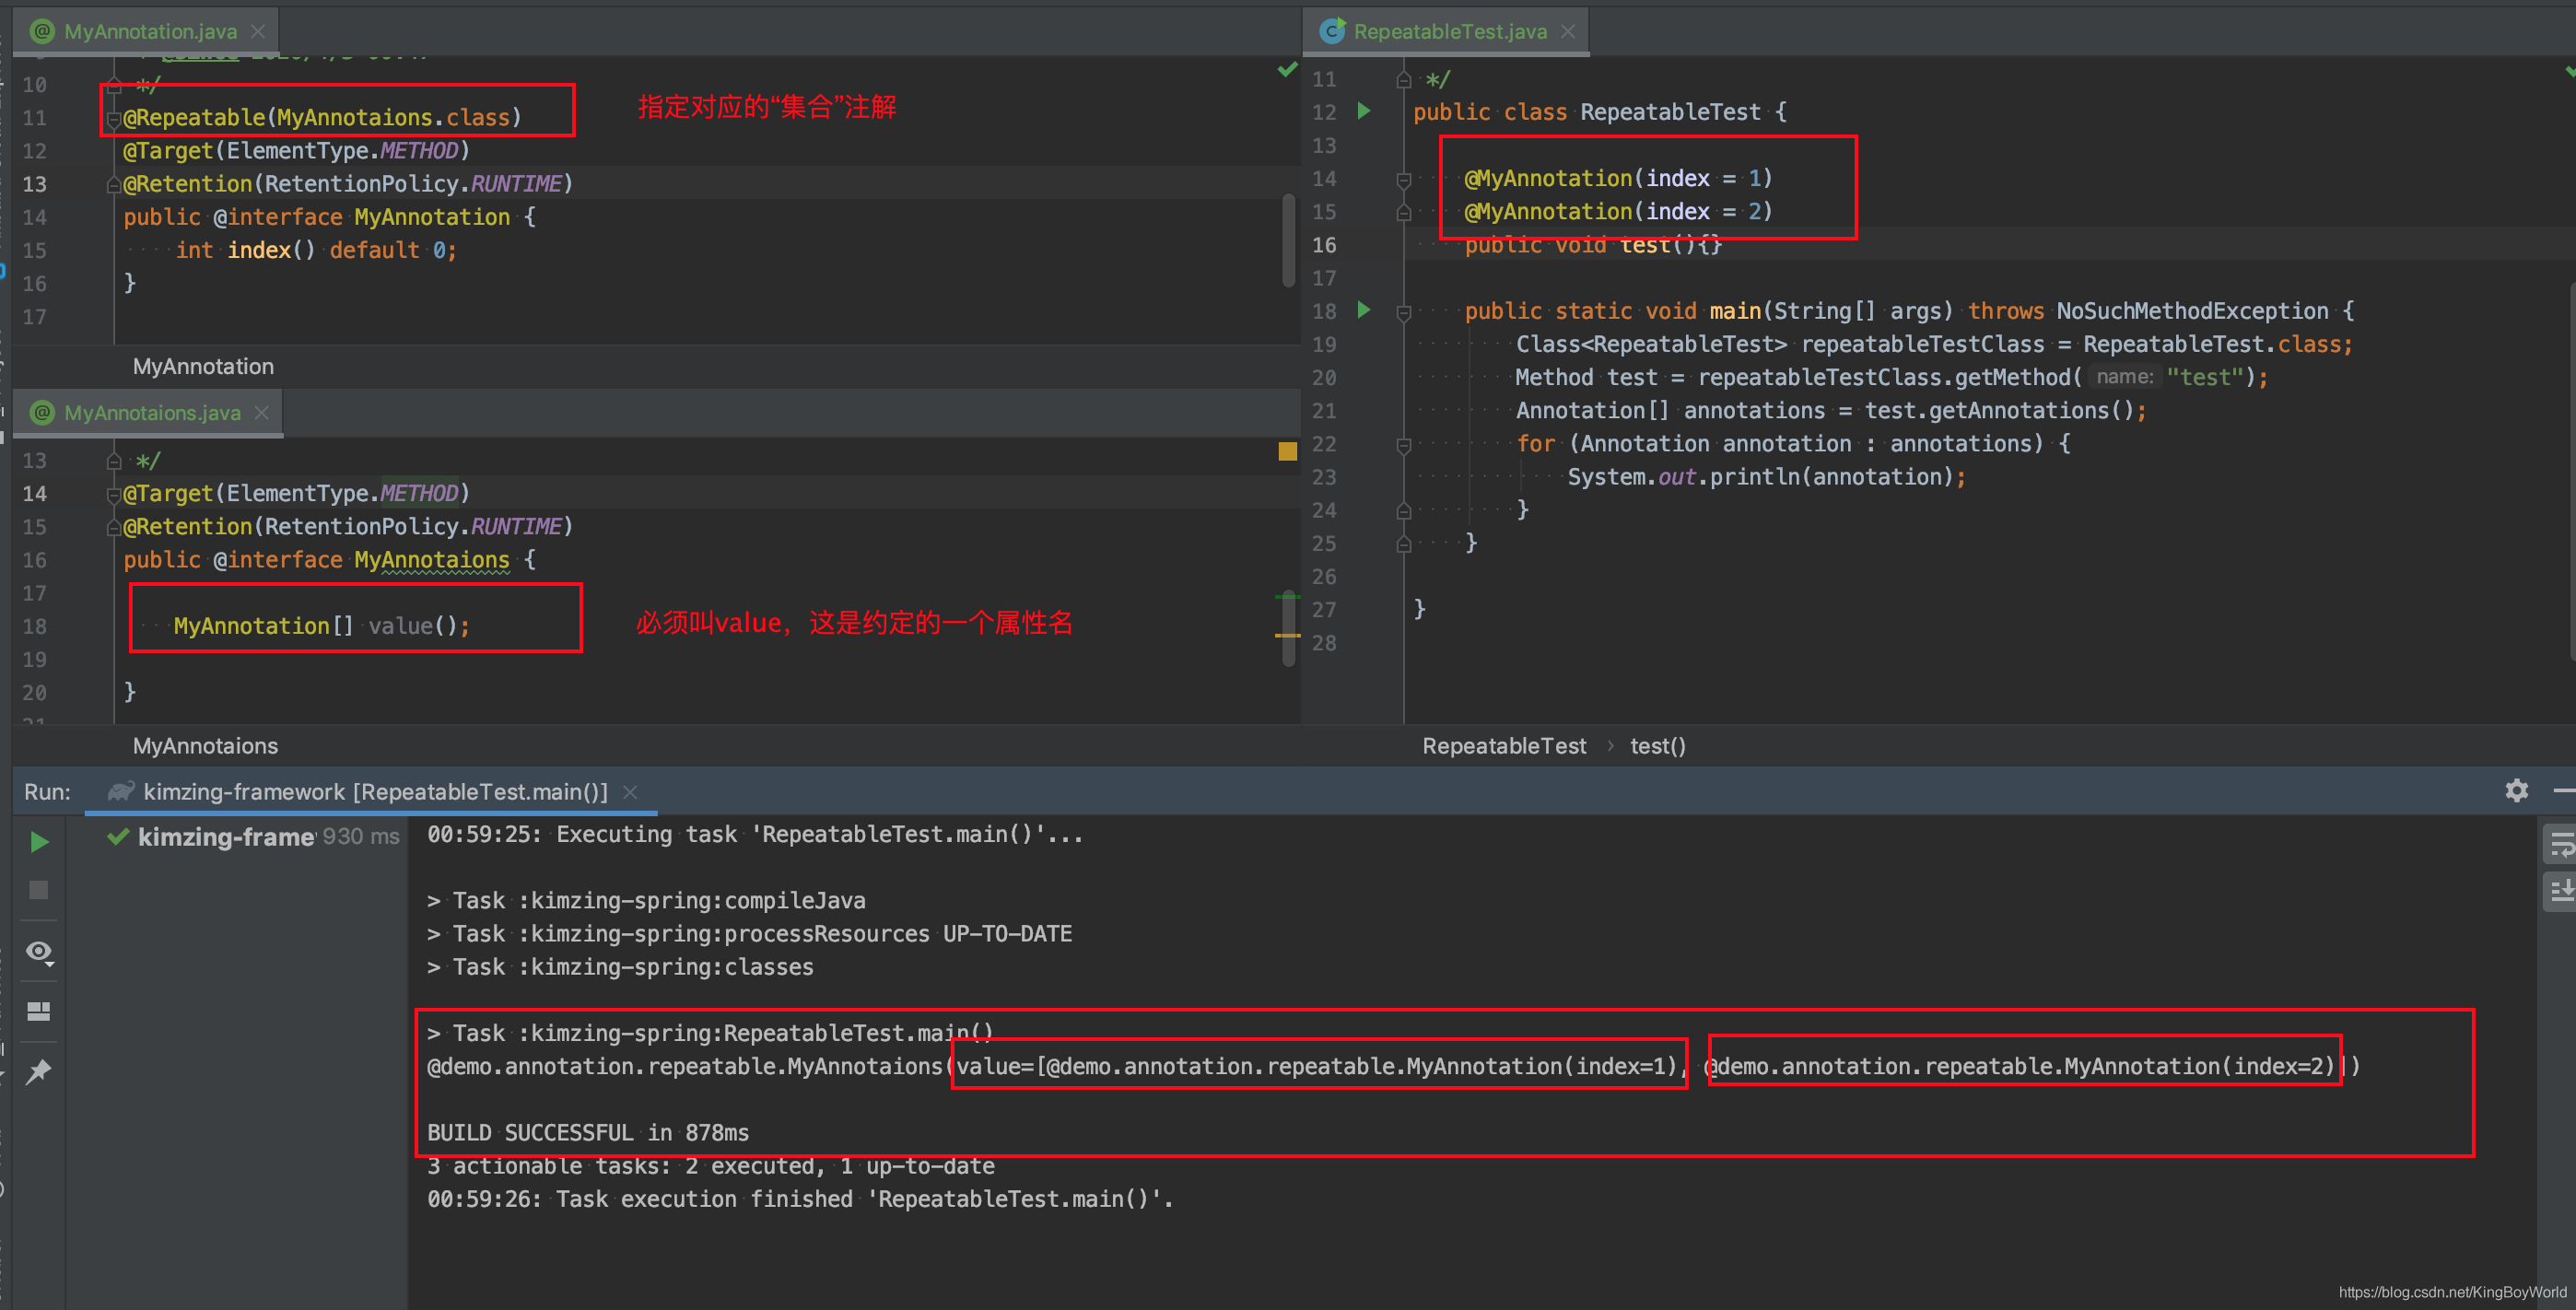 MyAnnotation.java
10 */
11 @Repeatable(MyAnnotaions.class)
指定对应的“集合”注解
12 @Target(ElementType.METHOD)
13 @Retention(RetentionPolicy.RUNTIME)
14 public @interface MyAnnotation {
15 int index() default 0;
16 }
17
MyAnnotation
MyAnnotaions.java
13 */
14 @Target(ElementType.METHOD)
15 @Retention(RetentionPolicy.RUNTIME)
16 public @interface MyAnnotaions {
17
18 MyAnnotation[] value();
必须叫value，这是约定的一个属性名
19
20 }
21
MyAnnotaions
RepeatableTest.java
11 */
12 public class RepeatableTest {
13
14 @MyAnnotation(index = 1)
15 @MyAnnotation(index = 2)
16 public void test(){}
17
18 public static void main(String[] args) throws NoSuchMethodException {
19 Class<RepeatableTest> repeatableTestClass = RepeatableTest.class;
20 Method test = repeatableTestClass.getMethod( name: "test");
21 Annotation[] annotations = test.getAnnotations();
22 for (Annotation annotation : annotations) {
23 System.out.println(annotation);
24 }
25 }
26
27 }
28
RepeatableTest › test()
Run: kimzing-framework [RepeatableTest.main()]
kimzing-frame 930 ms
00:59:25: Executing task 'RepeatableTest.main()'...
> Task :kimzing-spring:compileJava
> Task :kimzing-spring:processResources UP-TO-DATE
> Task :kimzing-spring:classes
> Task :kimzing-spring:RepeatableTest.main()
@demo.annotation.repeatable.MyAnnotaions(value=[@demo.annotation.repeatable.MyAnnotation(index=1), @demo.annotation.repeatable.MyAnnotation(index=2)])
BUILD SUCCESSFUL in 878ms
3 actionable tasks: 2 executed, 1 up-to-date
00:59:26: Task execution finished 'RepeatableTest.main()'.
https://blog.csdn.net/KingBoyWorld